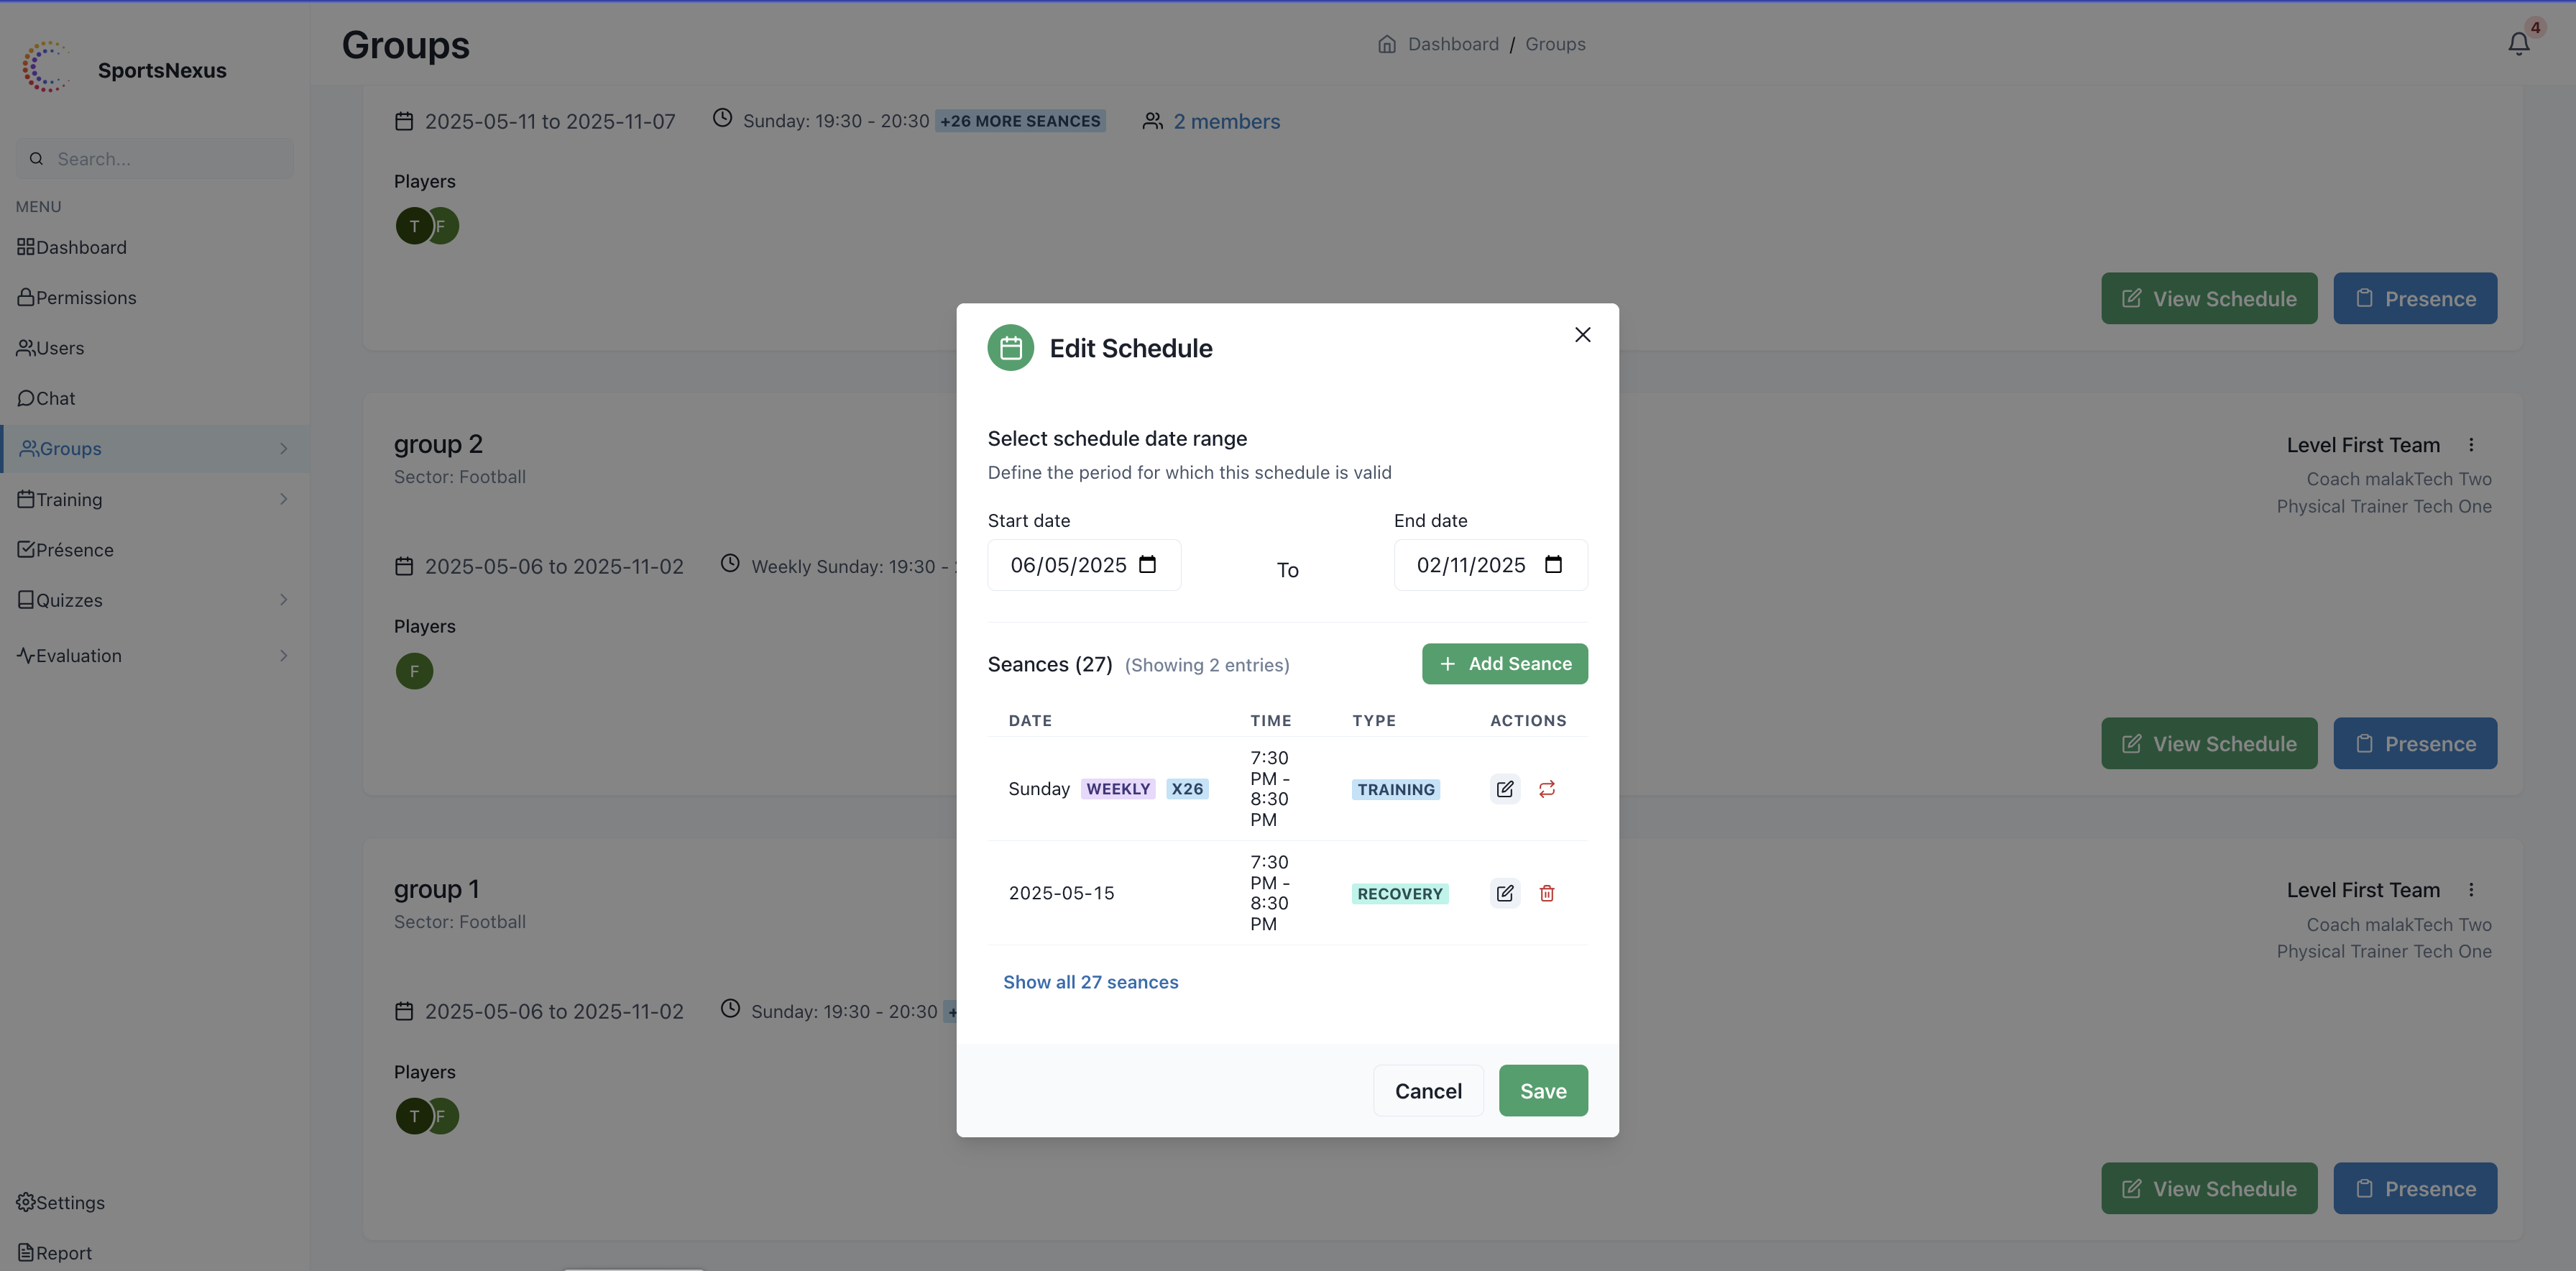 SportsNexus
Search...
MENU
Dashboard
Permissions
Users
Chat
Groups
Training
Présence
Quizzes
Evaluation
Settings
Report
Groups
Dashboard / Groups
4
2025-05-11 to 2025-11-07
Sunday: 19:30 - 20:30 +26 MORE SEANCES
2 members
Players
T F
View Schedule
Presence
group 2
Sector: Football
Level First Team
Coach malakTech Two
Physical Trainer Tech One
2025-05-06 to 2025-11-02
Weekly Sunday: 19:30 -
Players
F
View Schedule
Presence
group 1
Sector: Football
Level First Team
Coach malakTech Two
Physical Trainer Tech One
2025-05-06 to 2025-11-02
Sunday: 19:30 - 20:30 +
Players
T F
View Schedule
Presence
Edit Schedule
Select schedule date range
Define the period for which this schedule is valid
Start date
End date
06/05/2025
To
02/11/2025
Seances (27) (Showing 2 entries)
+ Add Seance
DATE TIME TYPE ACTIONS
Sunday WEEKLY X26
7:30
PM -
8:30
PM
TRAINING
2025-05-15
7:30
PM -
8:30
PM
RECOVERY
Show all 27 seances
Cancel
Save